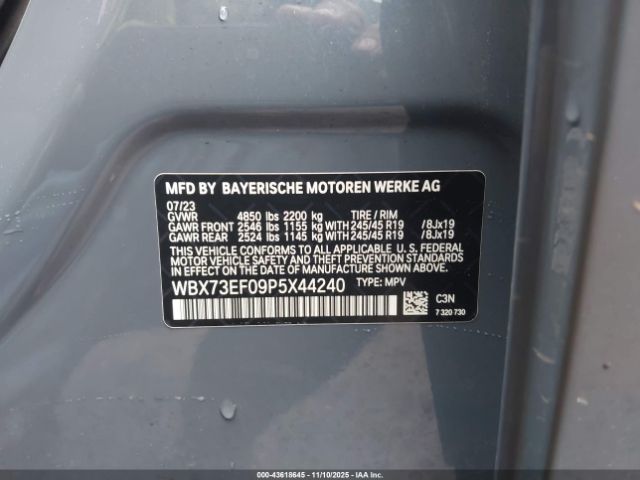 MFD BY BAYERISCHE MOTOREN WERKE AG
07/23
GVWR 4850 lbs 2200 kg TIRE / RIM
GAWR FRONT 2546 lbs 1155 kg WITH 245/45 R19 /8Jx19
GAWR REAR 2524 lbs 1145 kg WITH 245/45 R19 /8Jx19
THIS VEHICLE CONFORMS TO ALL APPLICABLE U. S. FEDERAL
MOTOR VEHICLE SAFETY, BUMPER, AND THEFT PREVENTION
STANDARDS IN EFFECT ON THE DATE OF MANUFACTURE
SHOWN ABOVE.
WBX73EF09P5X44240 TYPE: MPV
C3N
7 320 730
000-43618645 - 11/10/2025 - IAAI.COM